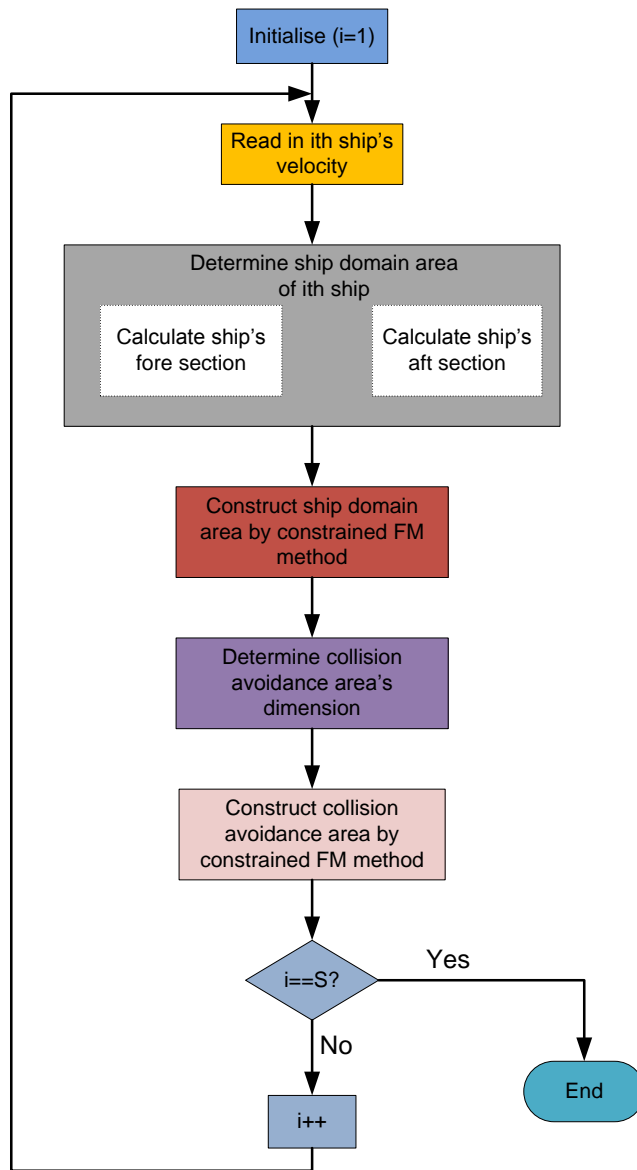 Initialise (i=1)
Read in ith ship's
velocity
Determine ship domain area
of ith ship
Calculate ship's
fore section
Calculate ship's
aft section
Construct ship domain
area by constrained FM
method
Determine collision
avoidance area's
dimension
Construct collision
avoidance area by
constrained FM method
i==S?
Yes
No
i++
End